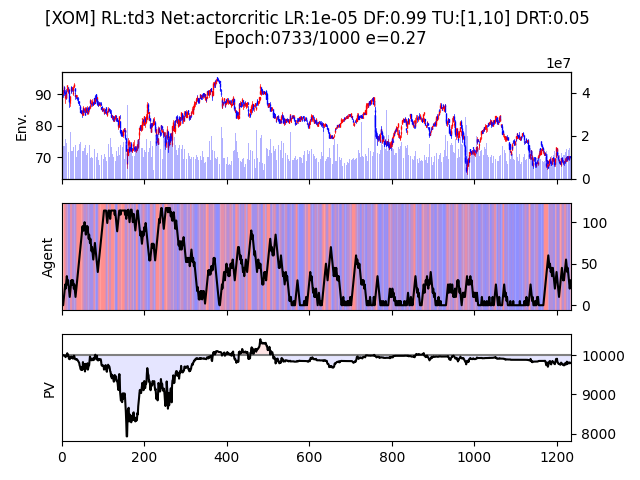 [XOM] RL:td3 Net:actorcritic LR:1e-05 DF:0.99 TU:[1,10] DRT:0.05
Epoch:0733/1000 e=0.27
1e7
Env.
90
80
70
4
2
0
Agent
100
50
0
PV
10000
9000
8000
0 200 400 600 800 1000 1200